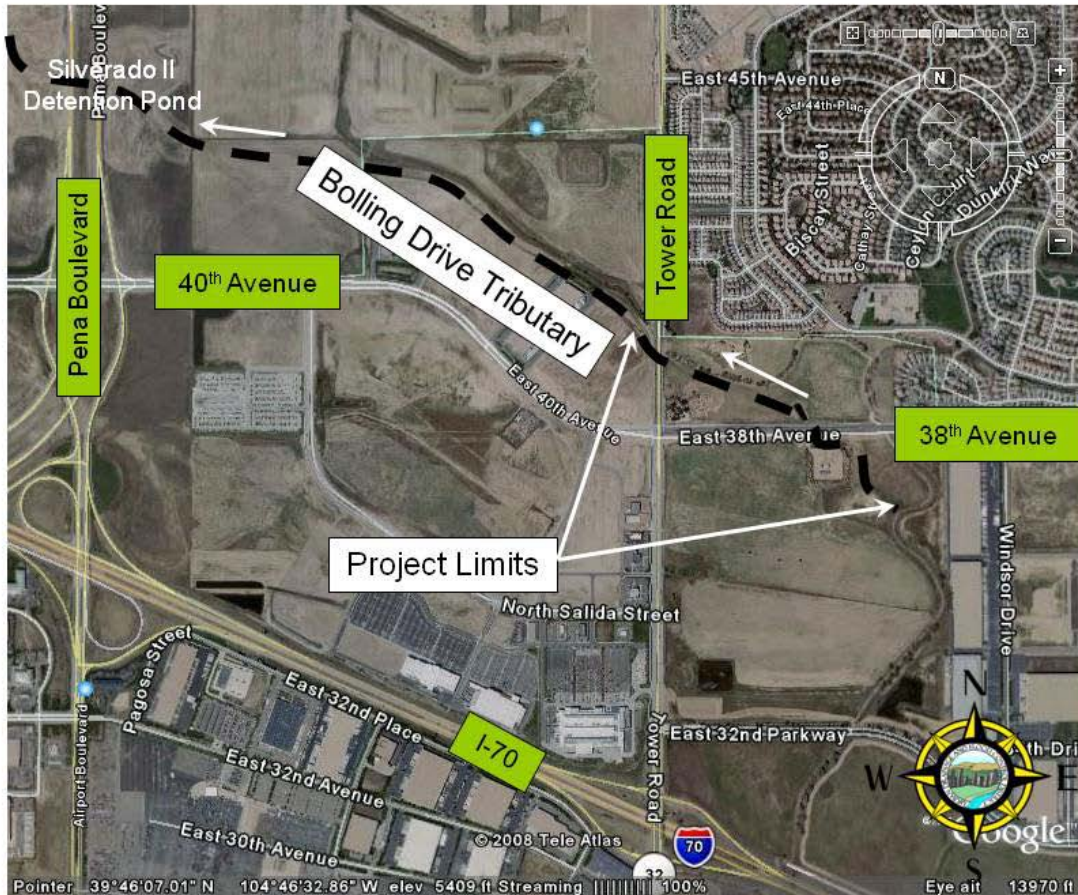 Silverado II
Detention Pond
East 45th Avenue
East 44th Place
N
Biscay Street
Cathay St
Ceylon Court
Dunkirk Wa
Bolling Drive Tributary
Tower Road
Pena Boulevard
40th Avenue
East 40th Avenue
East 38th Avenue
38th Avenue
Project Limits
North Salida Street
Windsor Drive
Pagosa Street
East 32nd Place
I-70
East 32nd Avenue
Tower Road
East 32nd Parkway
Airport Boulevard
East 30th Avenue
N
W
E
S
© 2008 Tele Atlas
70
32
Google
Pointer 39°46'07.01" N 104°46'32.86" W elev 5409 ft Streaming 100% Eye alt 13970 ft